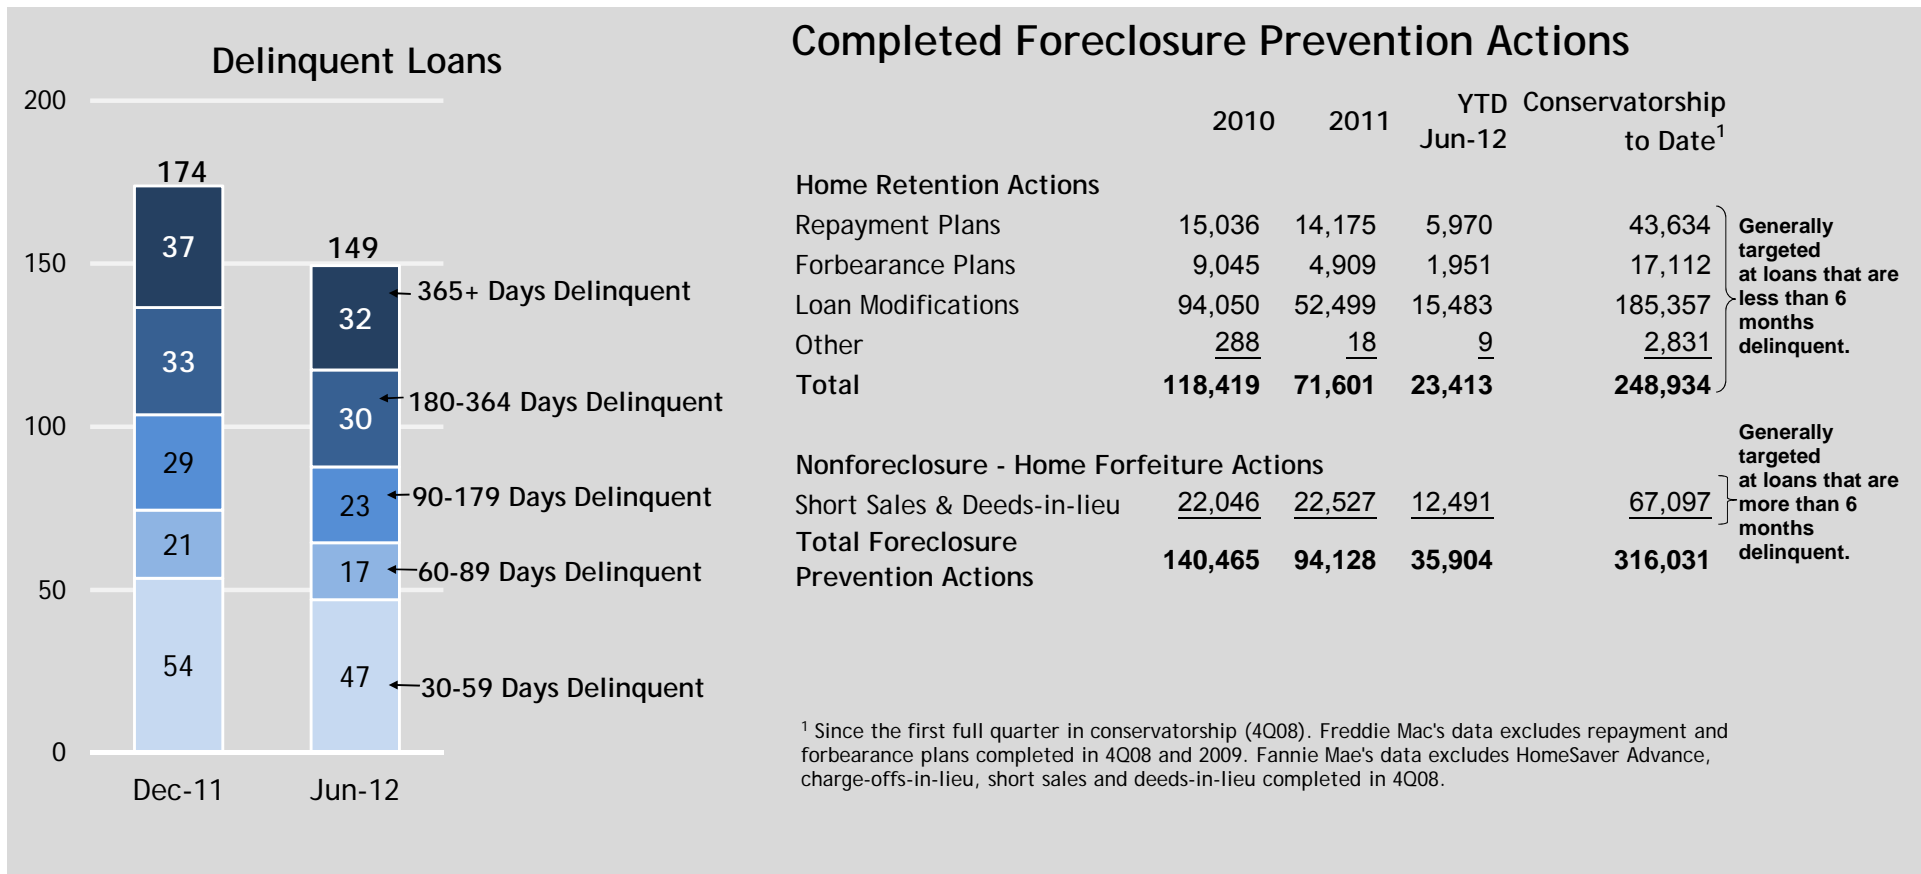 Delinquent Loans
200
150
100
50
0
174
37
33
29
21
54
149
32
30
23
17
47
365+ Days Delinquent
180-364 Days Delinquent
90-179 Days Delinquent
60-89 Days Delinquent
30-59 Days Delinquent
Dec-11
Jun-12
Completed Foreclosure Prevention Actions
2010 2011 YTD Jun-12 Conservatorship to Date¹
Home Retention Actions
Repayment Plans 15,036 14,175 5,970 43,634
Forbearance Plans 9,045 4,909 1,951 17,112
Loan Modifications 94,050 52,499 15,483 185,357
Other 288 18 9 2,831
Total 118,419 71,601 23,413 248,934
Generally
targeted
at loans that are
less than 6
months
delinquent.
Nonforeclosure - Home Forfeiture Actions
Short Sales & Deeds-in-lieu 22,046 22,527 12,491 67,097
Total Foreclosure
Prevention Actions 140,465 94,128 35,904 316,031
Generally
targeted
at loans that are
more than 6
months
delinquent.
¹ Since the first full quarter in conservatorship (4Q08). Freddie Mac's data excludes repayment and
forbearance plans completed in 4Q08 and 2009. Fannie Mae's data excludes HomeSaver Advance,
charge-offs-in-lieu, short sales and deeds-in-lieu completed in 4Q08.